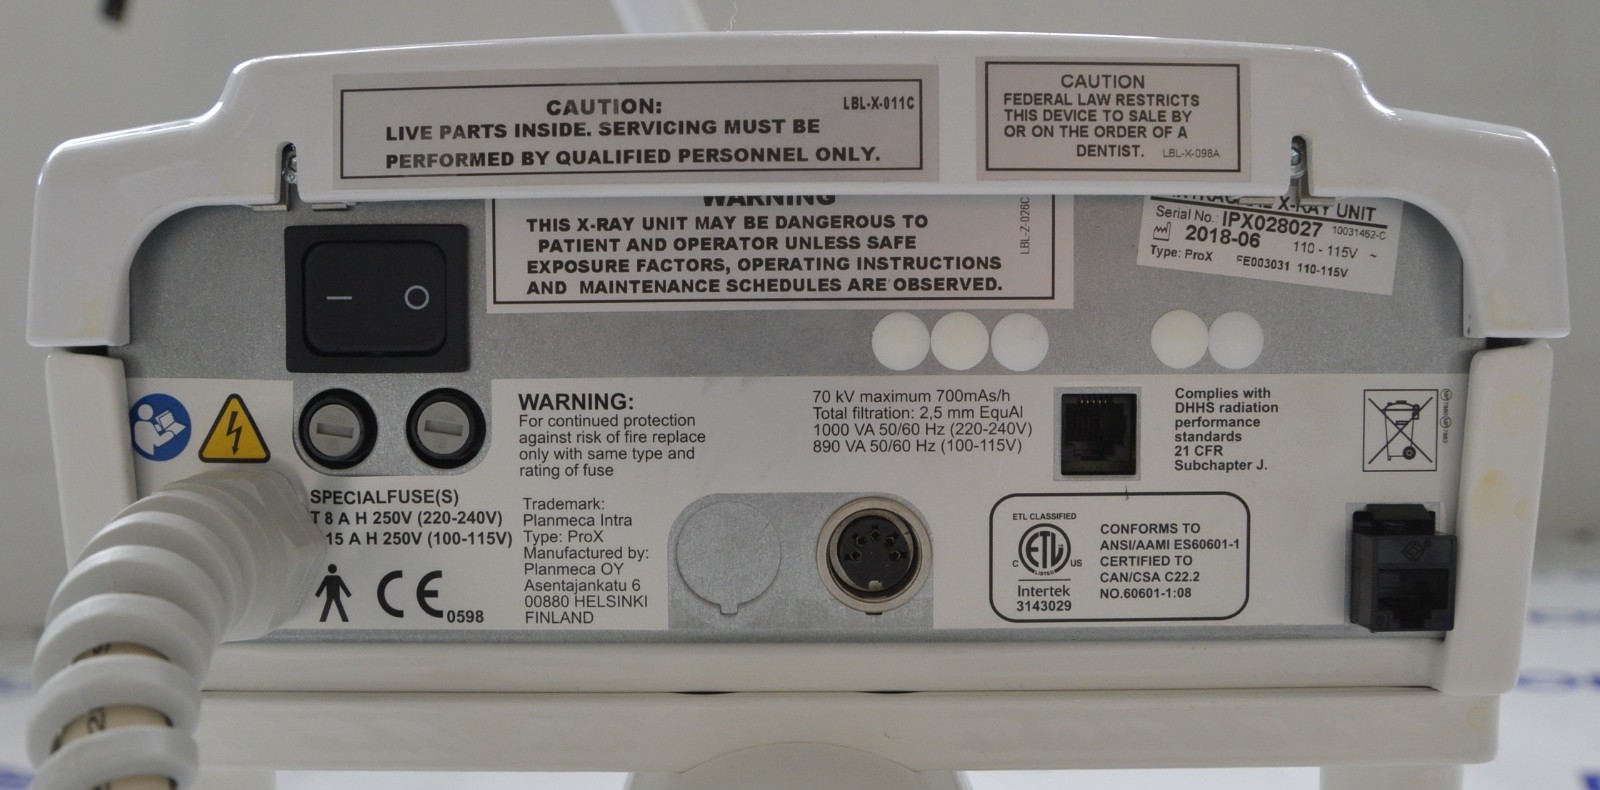 CAUTION: LBL-X-011C
LIVE PARTS INSIDE. SERVICING MUST BE
PERFORMED BY QUALIFIED PERSONNEL ONLY.
CAUTION
FEDERAL LAW RESTRICTS
THIS DEVICE TO SALE BY
OR ON THE ORDER OF A
DENTIST. LBL-X-098A
WARNING
THIS X-RAY UNIT MAY BE DANGEROUS TO
PATIENT AND OPERATOR UNLESS SAFE
EXPOSURE FACTORS, OPERATING INSTRUCTIONS
AND MAINTENANCE SCHEDULES ARE OBSERVED.
LBL-Z-026C
X-RAY UNIT
Serial No.: IPX028027 10031462-C
2018-06 110 - 115V ~
Type: ProX FE003031 110-115V
WARNING:
For continued protection
against risk of fire replace
only with same type and
rating of fuse
70 kV maximum 700mAs/h
Total filtration: 2,5 mm EquAl
1000 VA 50/60 Hz (220-240V)
890 VA 50/60 Hz (100-115V)
Complies with
DHHS radiation
performance
standards
21 CFR
Subchapter J.
SPECIALFUSE(S)
T 8 A H 250V (220-240V)
15 A H 250V (100-115V)
CE 0598
Trademark:
Planmeca Intra
Type: ProX
Manufactured by:
Planmeca OY
Asentajankatu 6
00880 HELSINKI
FINLAND
ETL CLASSIFIED
ETL
LISTED
C US
Intertek
3143029
CONFORMS TO
ANSI/AAMI ES60601-1
CERTIFIED TO
CAN/CSA C22.2
NO.60601-1:08